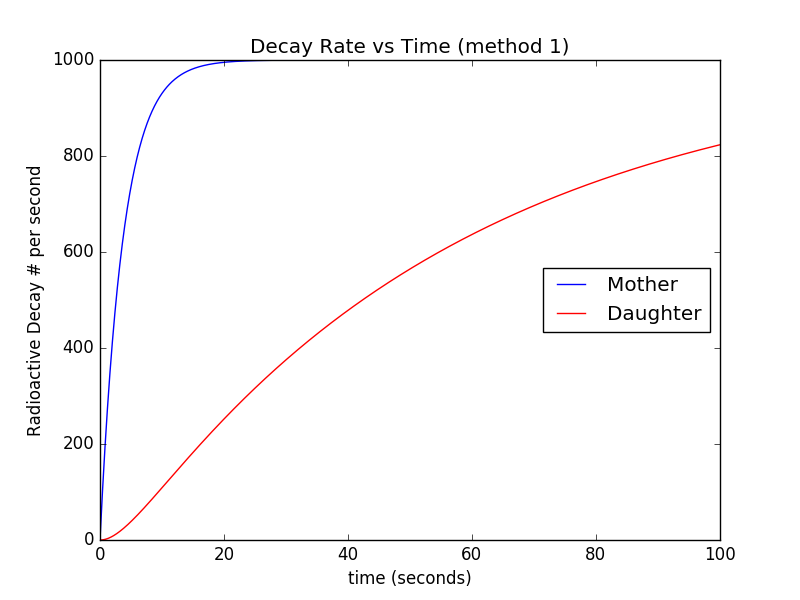 Decay Rate vs Time (method 1)
Radioactive Decay # per second
1000
800
600
400
200
0
0 20 40 60 80 100
time (seconds)
Mother
Daughter